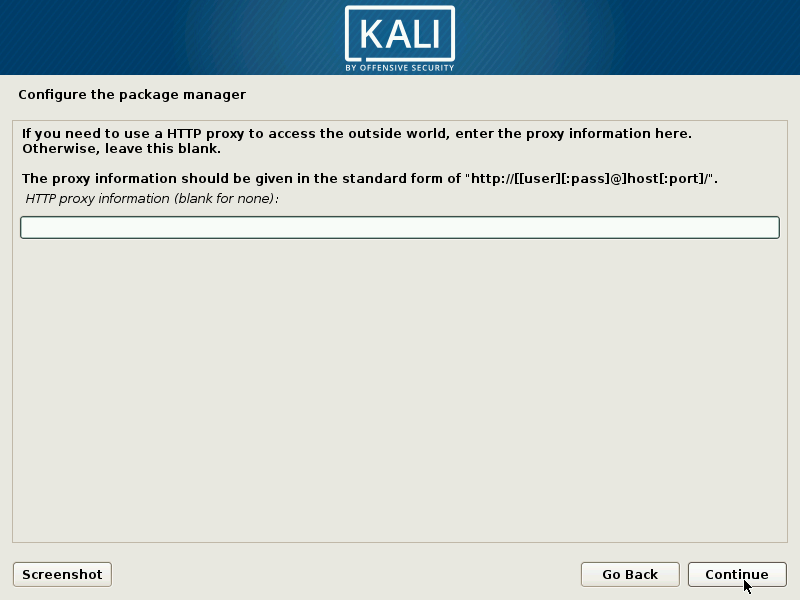 KALI
BY OFFENSIVE SECURITY
Configure the package manager
If you need to use a HTTP proxy to access the outside world, enter the proxy information here.
Otherwise, leave this blank.
The proxy information should be given in the standard form of "http://[[user][:pass]@]host[:port]/".
HTTP proxy information (blank for none):
Screenshot
Go Back
Continue